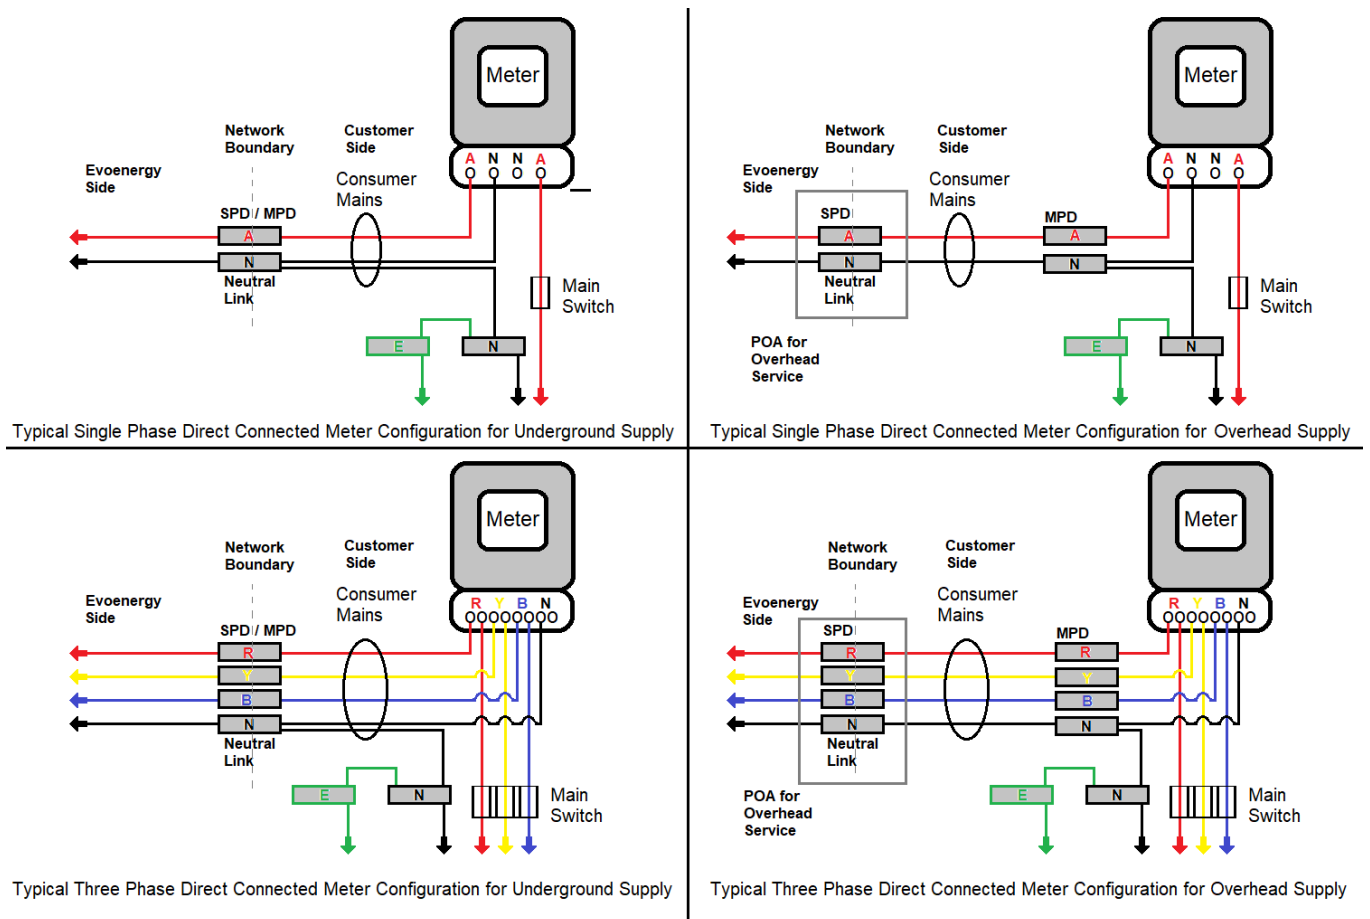 Meter
Network
Boundary
Customer
Side
A N N A
O O O O
Evoenergy
Side
Consumer
Mains
SPD / MPD
A
N
Neutral
Link
Main
Switch
E
N
Typical Single Phase Direct Connected Meter Configuration for Underground Supply
Meter
Network
Boundary
Customer
Side
A N N A
O O O O
Evoenergy
Side
Consumer
Mains
SPD
MPD
A
A
N
N
Neutral
Link
Main
Switch
POA for
Overhead
Service
E
N
Typical Single Phase Direct Connected Meter Configuration for Overhead Supply
Meter
Network
Boundary
Customer
Side
Evoenergy
Side
Consumer
Mains
R Y B N
OOOOOOOO
SPD / MPD
R
Y
B
N
Neutral
Link
E
N
Main
Switch
Typical Three Phase Direct Connected Meter Configuration for Underground Supply
Meter
Network
Boundary
Customer
Side
Evoenergy
Side
Consumer
Mains
R Y B N
OOOOOOOO
SPD
MPD
R
R
Y
Y
B
B
N
N
Neutral
Link
POA for
Overhead
Service
E
N
Main
Switch
Typical Three Phase Direct Connected Meter Configuration for Overhead Supply